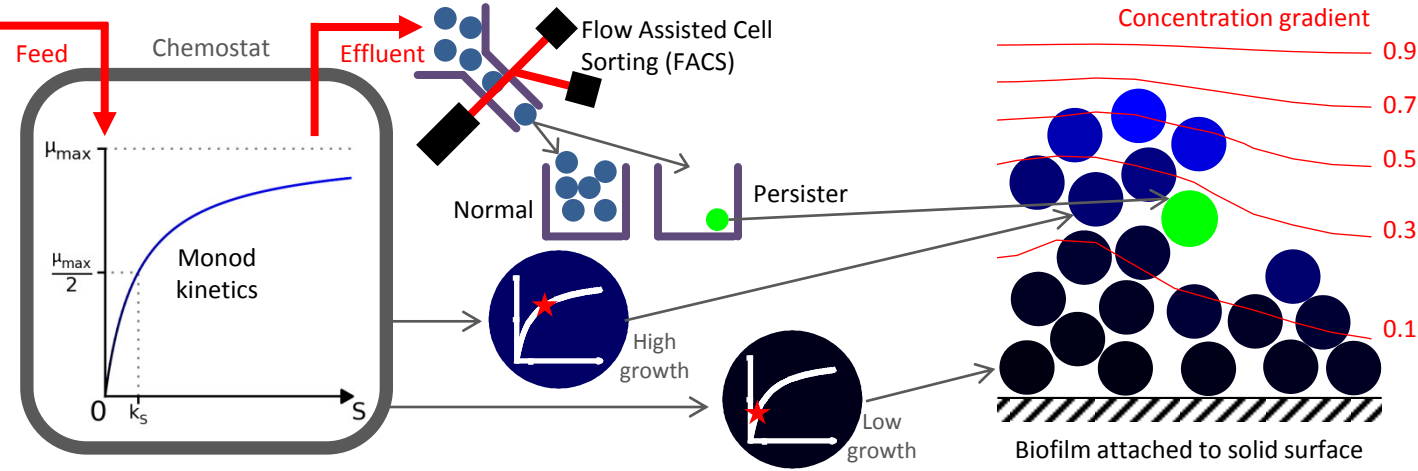 Feed
Chemostat
Effluent
Flow Assisted Cell
Sorting (FACS)
Concentration gradient
0.9
0.7
0.5
0.3
0.1
μmax
μmax
2
Monod
kinetics
0
ks
S
Normal
Persister
High
growth
Low
growth
Biofilm attached to solid surface